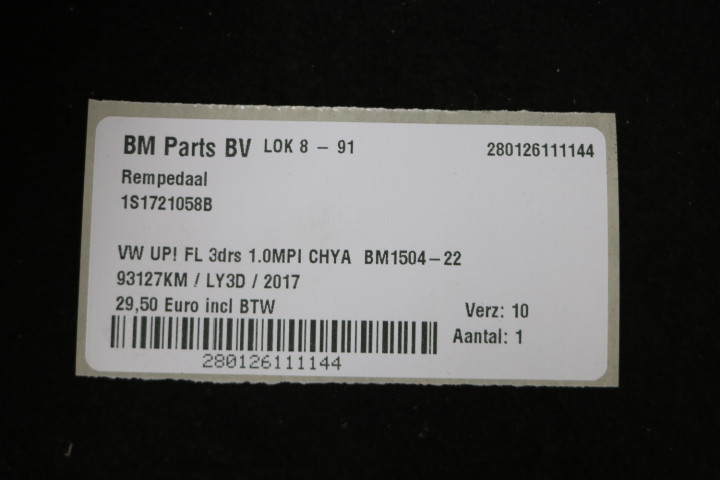 BM Parts BV LOK 8 - 91 280126111144
Rempedaal
1S1721058B
VW UP! FL 3drs 1.0MPI CHYA BM1504-22
93127KM / LY3D / 2017
29,50 Euro incl BTW Verz: 10
Aantal: 1
280126111144